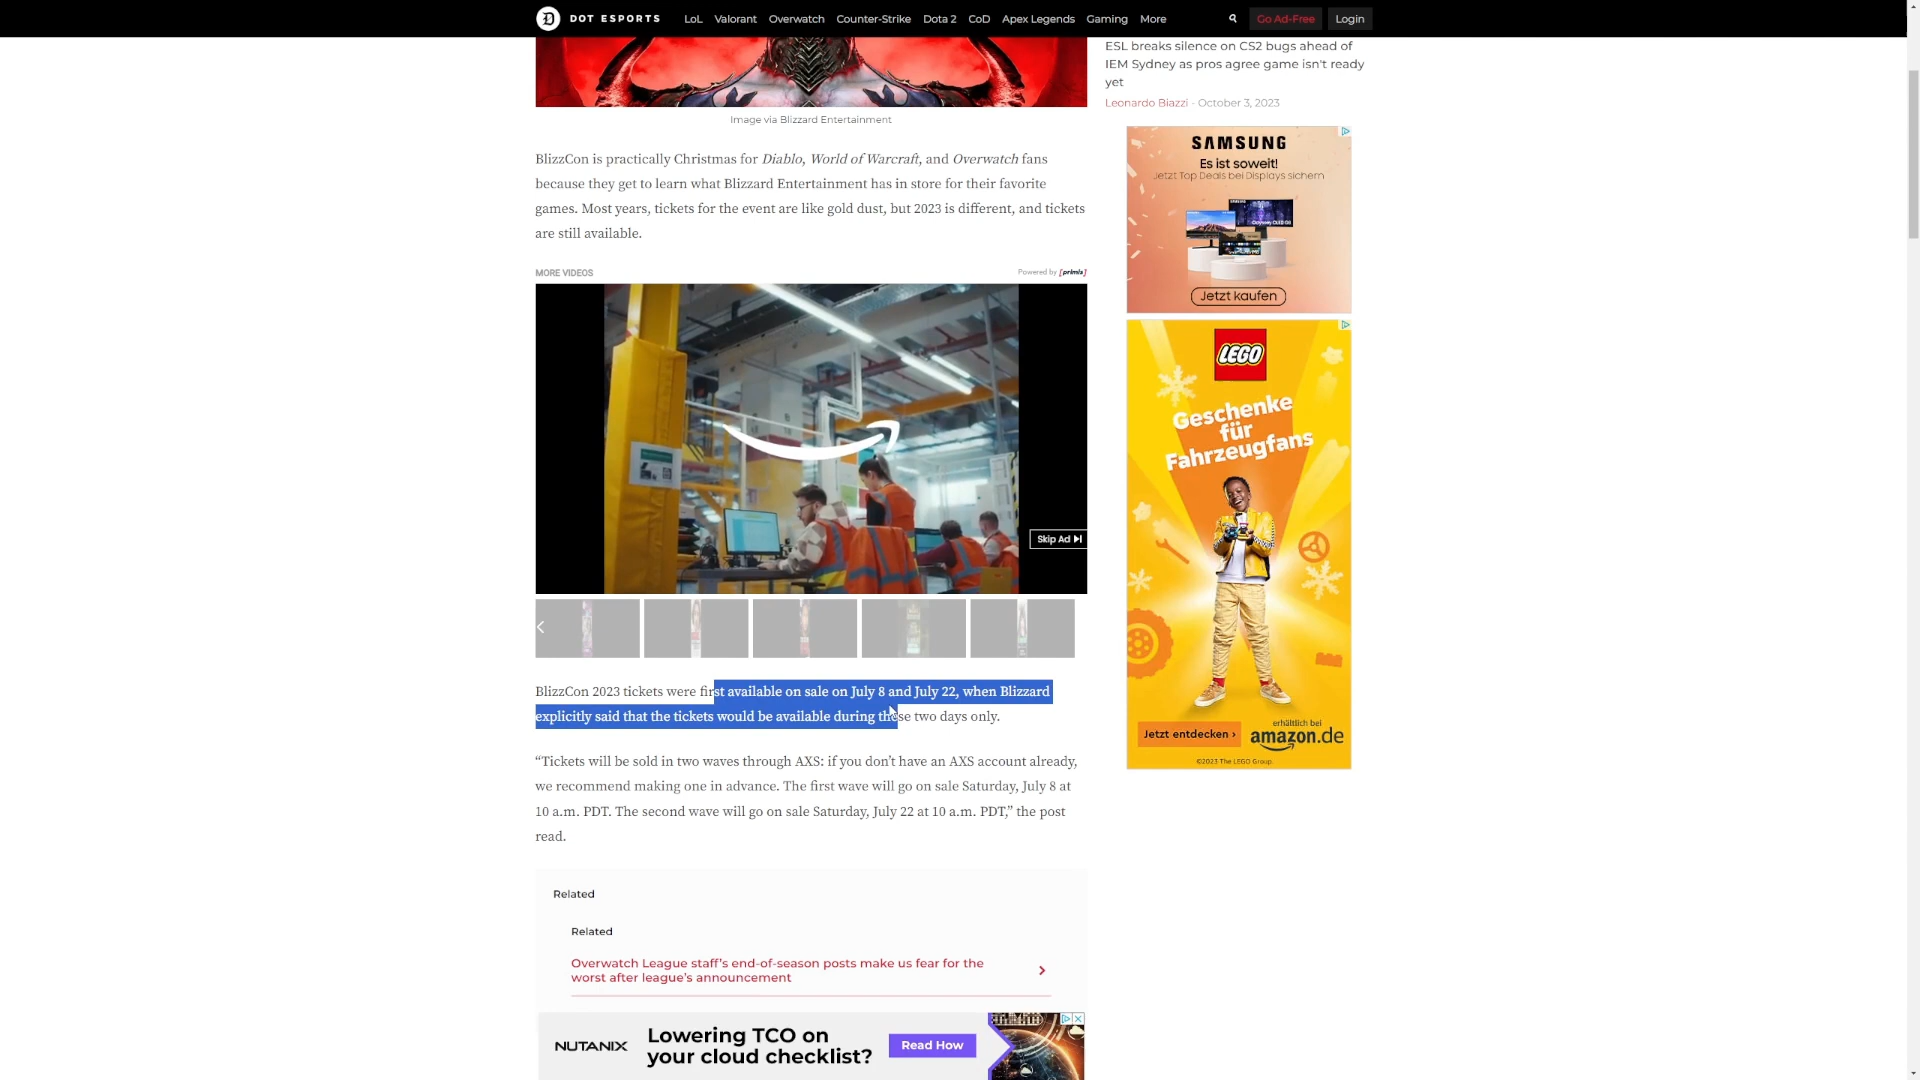 DOT ESPORTS
LoL Valorant Overwatch Counter-Strike Dota 2 CoD Apex Legends Gaming More
Go Ad-Free Login
Image via Blizzard Entertainment
BlizzCon is practically Christmas for Diablo, World of Warcraft, and Overwatch fans
because they get to learn what Blizzard Entertainment has in store for their favorite
games. Most years, tickets for the event are like gold dust, but 2023 is different, and tickets
are still available.
MORE VIDEOS
Powered by [primis]
Skip Ad
BlizzCon 2023 tickets were first available on sale on July 8 and July 22, when Blizzard
explicitly said that the tickets would be available during these two days only.
“Tickets will be sold in two waves through AXS: if you don’t have an AXS account already,
we recommend making one in advance. The first wave will go on sale Saturday, July 8 at
10 a.m. PDT. The second wave will go on sale Saturday, July 22 at 10 a.m. PDT,” the post
read.
Related
Related
Overwatch League staff’s end-of-season posts make us fear for the
worst after league’s announcement
NUTANIX
Lowering TCO on
your cloud checklist?
Read How
ESL breaks silence on CS2 bugs ahead of
IEM Sydney as pros agree game isn't ready
yet
Leonardo Biazzi - October 3, 2023
SAMSUNG
Es ist soweit!
Jetzt Top Deals bei Displays sichern
Jetzt kaufen
LEGO
Geschenke
für
Fahrzeugfans
Jetzt entdecken ›
erhältlich bei
amazon.de
©2023 The LEGO Group.